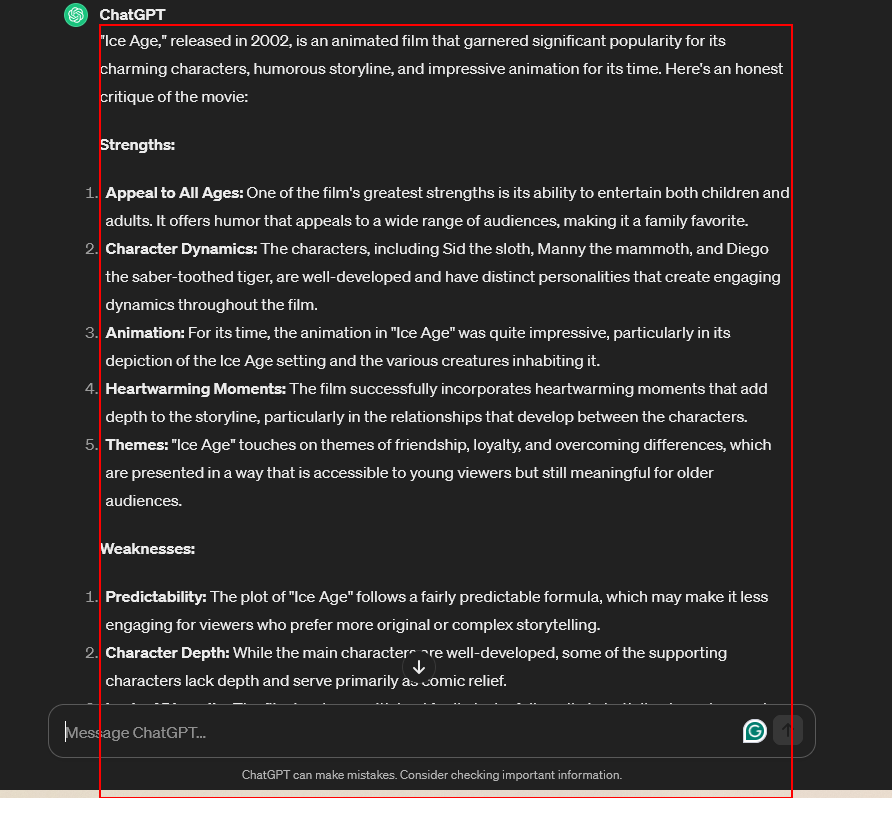 ChatGPT
"Ice Age," released in 2002, is an animated film that garnered significant popularity for its
charming characters, humorous storyline, and impressive animation for its time. Here's an honest
critique of the movie:
Strengths:
1. Appeal to All Ages: One of the film's greatest strengths is its ability to entertain both children and
adults. It offers humor that appeals to a wide range of audiences, making it a family favorite.
2. Character Dynamics: The characters, including Sid the sloth, Manny the mammoth, and Diego
the saber-toothed tiger, are well-developed and have distinct personalities that create engaging
dynamics throughout the film.
3. Animation: For its time, the animation in "Ice Age" was quite impressive, particularly in its
depiction of the Ice Age setting and the various creatures inhabiting it.
4. Heartwarming Moments: The film successfully incorporates heartwarming moments that add
depth to the storyline, particularly in the relationships that develop between the characters.
5. Themes: "Ice Age" touches on themes of friendship, loyalty, and overcoming differences, which
are presented in a way that is accessible to young viewers but still meaningful for older
audiences.
Weaknesses:
1. Predictability: The plot of "Ice Age" follows a fairly predictable formula, which may make it less
engaging for viewers who prefer more original or complex storytelling.
2. Character Depth: While the main characters are well-developed, some of the supporting
characters lack depth and serve primarily as comic relief.
Message ChatGPT...
ChatGPT can make mistakes. Consider checking important information.